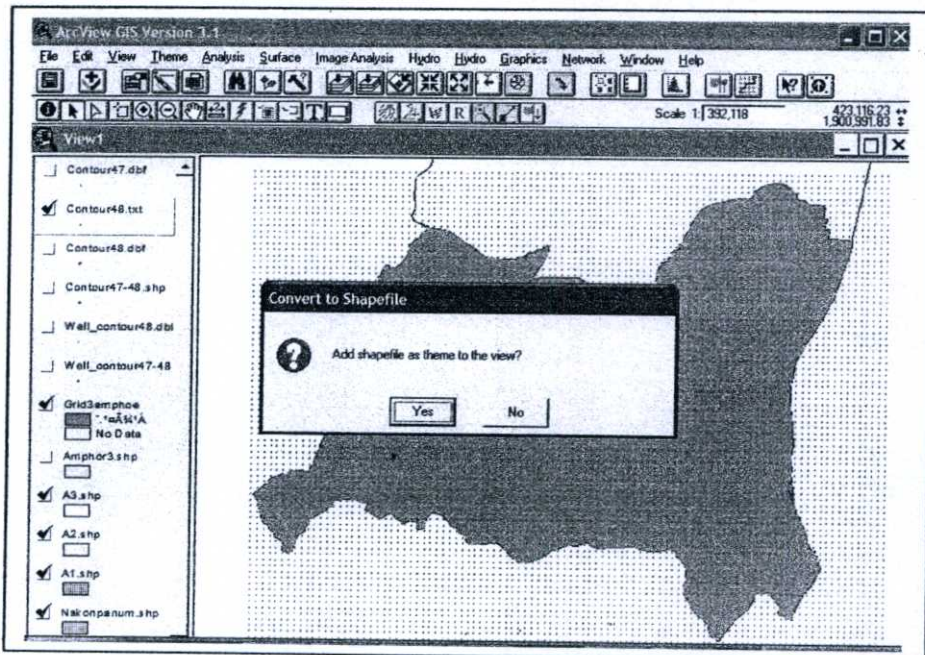 ArcView GIS Version 3.1
File Edit View Theme Analysis Surface Image Analysis Hydro Hydro Graphics Network Window Help
W R
Scale 1: 392,118
423,116.23
1,900,391.83
View1
Contour47.dbf
Contour48.txt
Contour48.dbf
Contour47-48.shp
Well_contour48.dbf
Well_contour47-48
Grid3emphoe
No Data
Amphor3.shp
A3.shp
A2.shp
A1.shp
Nakonpanum.shp
Convert to Shapefile
Add shapefile as theme to the view?
Yes
No